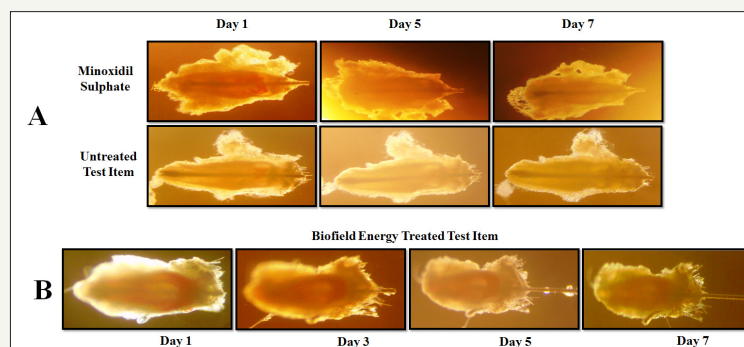 Day 1
Day 5
Day 7
A
Minoxidil
Sulphate
Untreated
Test Item
Biofield Energy Treated Test Item
B
Day 1
Day 3
Day 5
Day 7